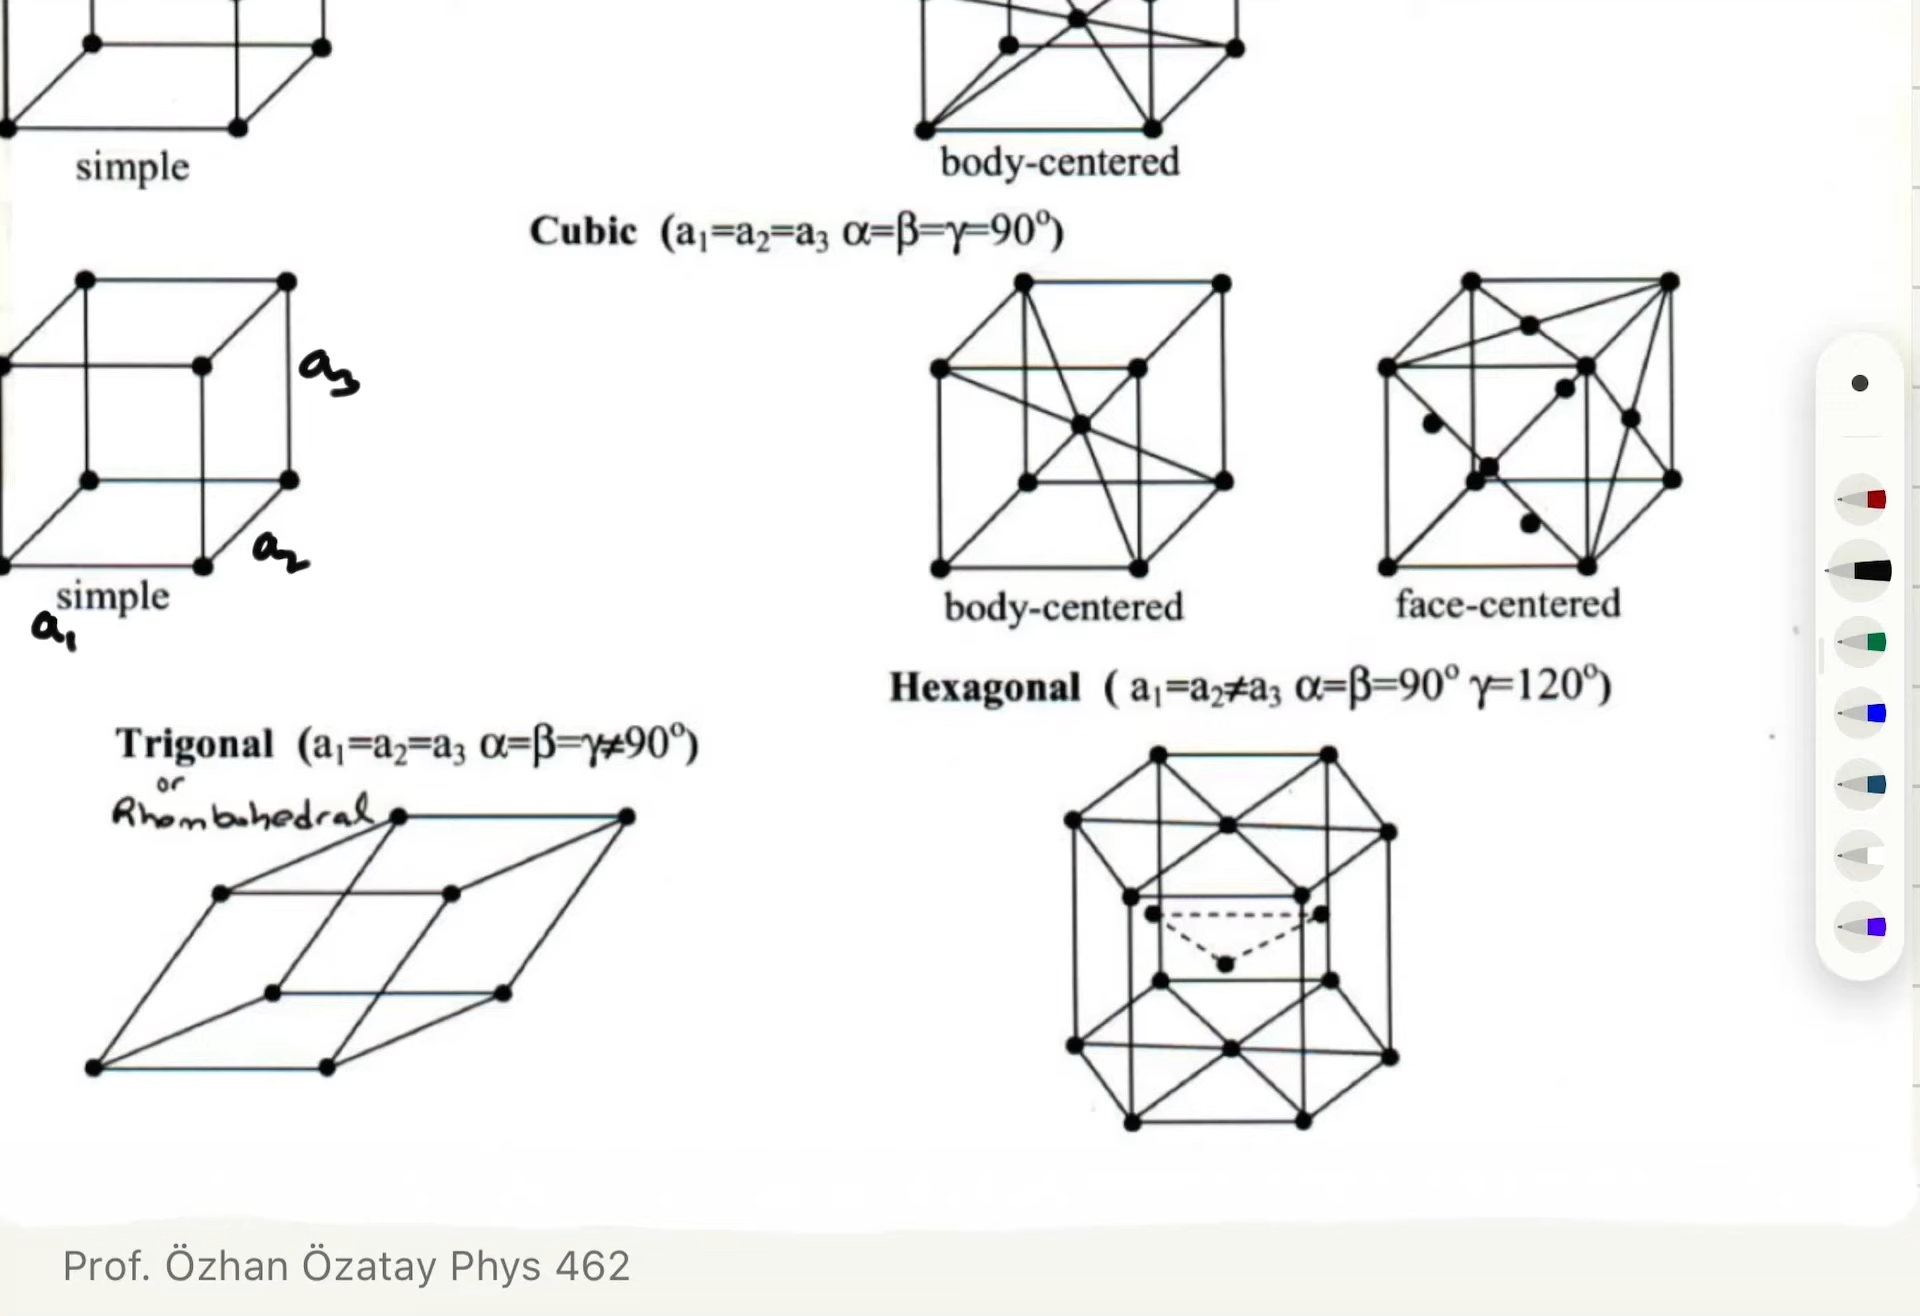 simple
body-centered
Cubic (a₁=a₂=a₃ α=β=γ=90°)
a₃
a₂
simple
a₁
body-centered
face-centered
Hexagonal ( a₁=a₂≠a₃ α=β=90° γ=120°)
Trigonal (a₁=a₂=a₃ α=β=γ≠90°)
or
Rhombohedral
Prof. Özhan Özatay Phys 462